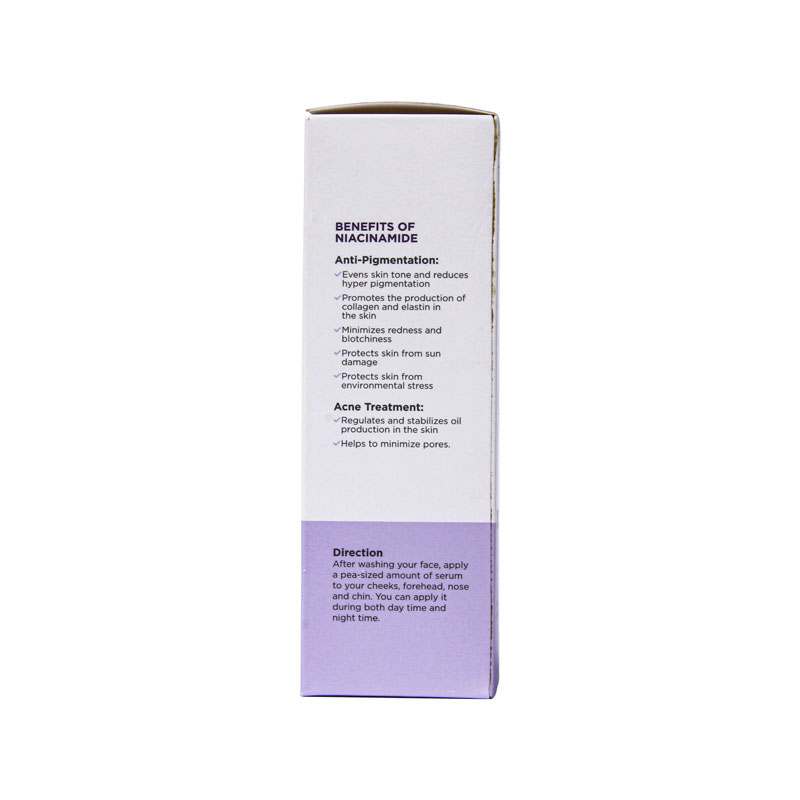 BENEFITS OF
NIACINAMIDE
Anti-Pigmentation:
✓Evens skin tone and reduces
hyper pigmentation
✓Promotes the production of
collagen and elastin in
the skin
✓Minimizes redness and
blotchiness
✓Protects skin from sun
damage
✓Protects skin from
environmental stress
Acne Treatment:
✓Regulates and stabilizes oil
production in the skin
✓Helps to minimize pores.
Direction
After washing your face, apply
a pea-sized amount of serum
to your cheeks, forehead, nose
and chin. You can apply it
during both day time and
night time.